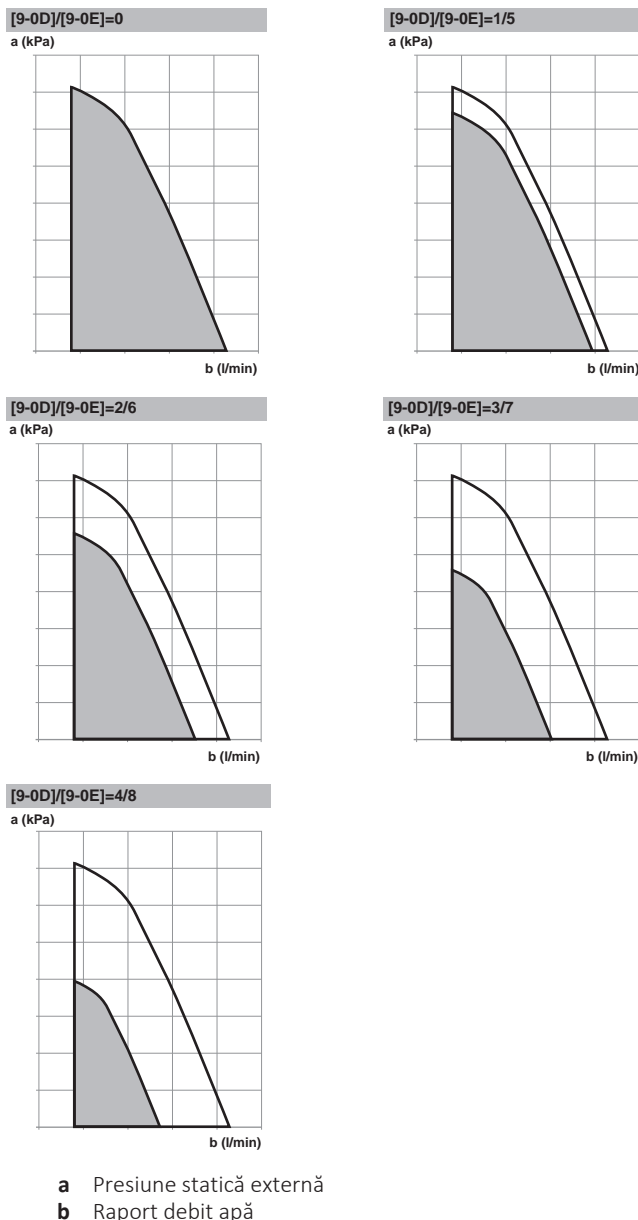 [9-0D]/[9-0E]=0
a (kPa)
b (l/min)
[9-0D]/[9-0E]=1/5
a (kPa)
b (l/min)
[9-0D]/[9-0E]=2/6
a (kPa)
b (l/min)
[9-0D]/[9-0E]=3/7
a (kPa)
b (l/min)
[9-0D]/[9-0E]=4/8
a (kPa)
b (l/min)
a Presiune statică externă
b Raport debit apă